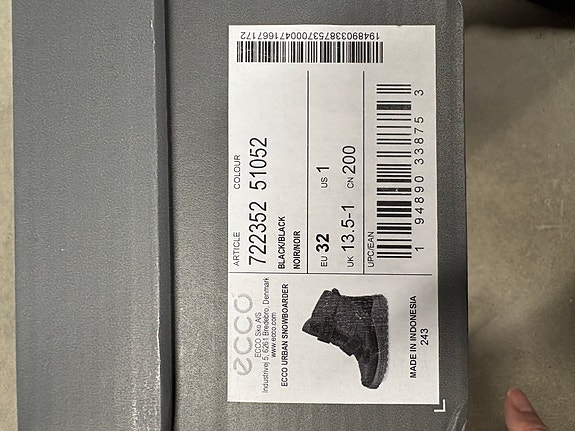 ecco
ECCO Sko A/S
Industrivej 5, 6261 Bredebro, Denmark
www.ecco.com
ECCO URBAN SNOWBOARDER
MADE IN INDONESIA
243
ARTICLE COLOUR
722352 51052
BLACK/BLACK
NOIR/NOIR
EU 32 US 1
UK 13.5-1 CN 200
UPC/EAN
1 94890 33875 3
1948903387537000471667172